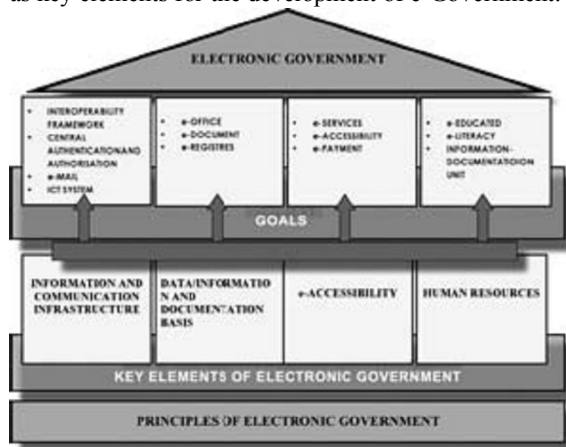 as key elements for the development of e-Government.
ELECTRONIC GOVERNMENT
• INTEROPERABILITY
FRAMEWORK
• CENTRAL
AUTHENTICATIONAND
AUTHORISATION
• e-MAIL
• ICT SYSTEM
• e-OFFICE
• e-DOCUMENT
• e-REGISTRES
• e-SERVICES
• e-ACCESSIBILITY
• e-PAYMENT
• e-EDUCATED
• e-LITERACY
• INFORMATION-
DOCUMENTATIOION
UNIT
GOALS
INFORMATION AND
COMMUNICATION
INFRASTRUCTURE
DATA/INFORMATIO
N AND
DOCUMENTATION
BASIS
e-ACCESSIBILITY
HUMAN RESOURCES
KEY ELEMENTS OF ELECTRONIC GOVERNMENT
PRINCIPLES OF ELECTRONIC GOVERNMENT